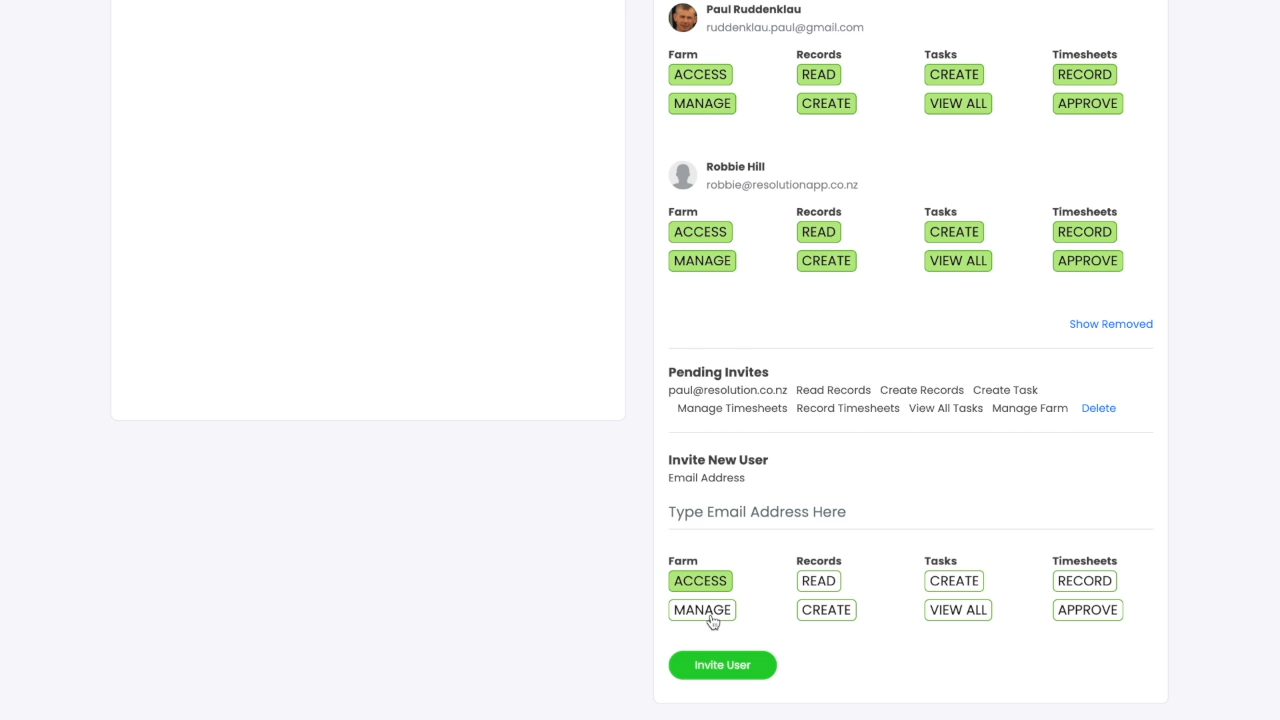 Paul Ruddenklau
ruddenklau.paul@gmail.com
Farm Records Tasks Timesheets
ACCESS READ CREATE RECORD
MANAGE CREATE VIEW ALL APPROVE
Robbie Hill
robbie@resolutionapp.co.nz
Farm Records Tasks Timesheets
ACCESS READ CREATE RECORD
MANAGE CREATE VIEW ALL APPROVE
Show Removed
Pending Invites
paul@resolution.co.nz Read Records Create Records Create Task
Manage Timesheets Record Timesheets View All Tasks Manage Farm Delete
Invite New User
Email Address
Type Email Address Here
Farm Records Tasks Timesheets
ACCESS READ CREATE RECORD
MANAGE CREATE VIEW ALL APPROVE
Invite User